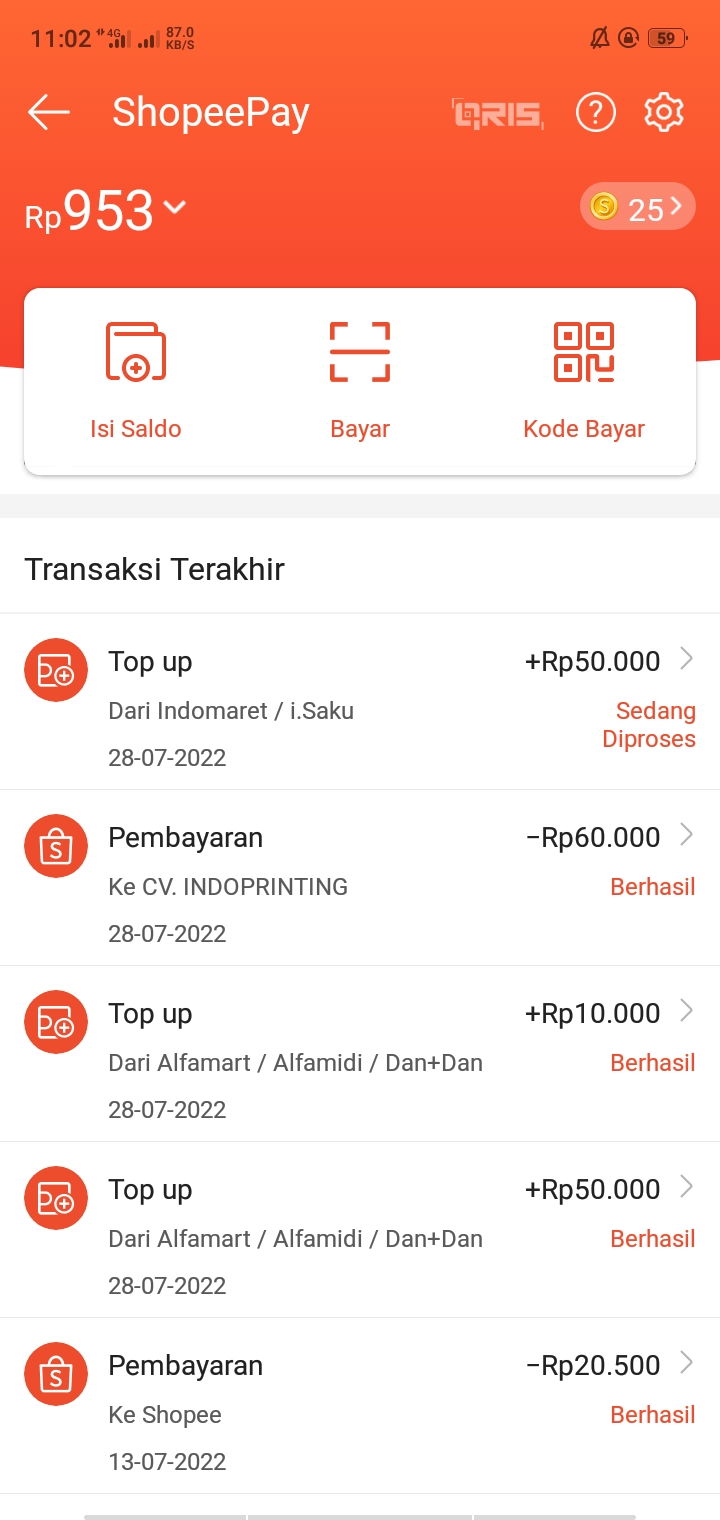 11:02 4G 87.0 KB/S 59
ShopeePay QRIS ?
Rp953 25
Isi Saldo Bayar Kode Bayar
Transaksi Terakhir
Top up +Rp50.000
Dari Indomaret / i.Saku Sedang
Diproses
28-07-2022
Pembayaran −Rp60.000
Ke CV. INDOPRINTING Berhasil
28-07-2022
Top up +Rp10.000
Dari Alfamart / Alfamidi / Dan+Dan Berhasil
28-07-2022
Top up +Rp50.000
Dari Alfamart / Alfamidi / Dan+Dan Berhasil
28-07-2022
Pembayaran −Rp20.500
Ke Shopee Berhasil
13-07-2022